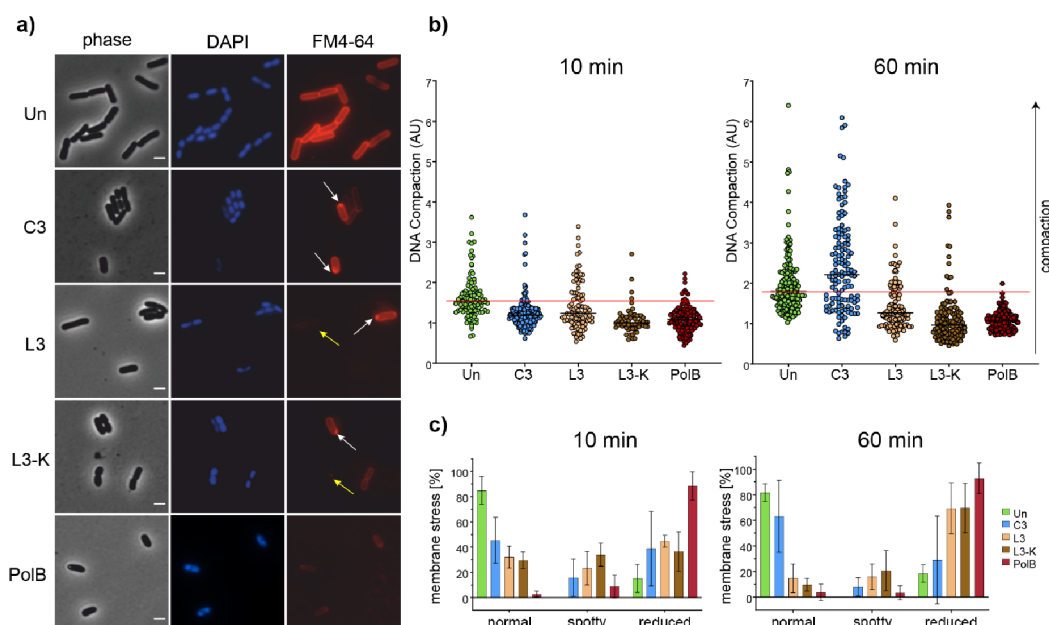 a)
phase DAPI FM4-64
Un
C3
L3
L3-K
PolB
b)
10 min
DNA Compaction (AU)
7
6
5
4
3
2
1
0
Un C3 L3 L3-K PolB
60 min
DNA Compaction (AU)
7
6
5
4
3
2
1
0
Un C3 L3 L3-K PolB
compaction
c)
10 min
membrane stress [%]
100
80
60
40
20
0
normal spotty reduced
60 min
membrane stress [%]
100
80
60
40
20
0
normal spotty reduced
Un
C3
L3
L3-K
PolB